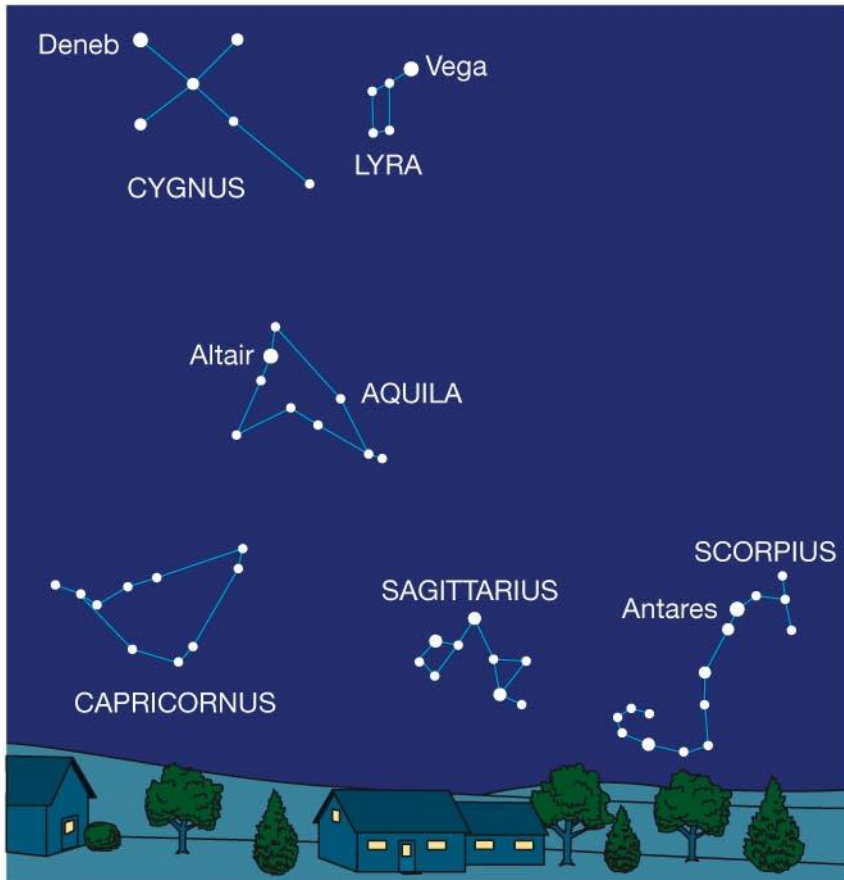 Deneb
Vega
LYRA
CYGNUS
Altair
AQUILA
SCORPIUS
SAGITTARIUS
Antares
CAPRICORNUS